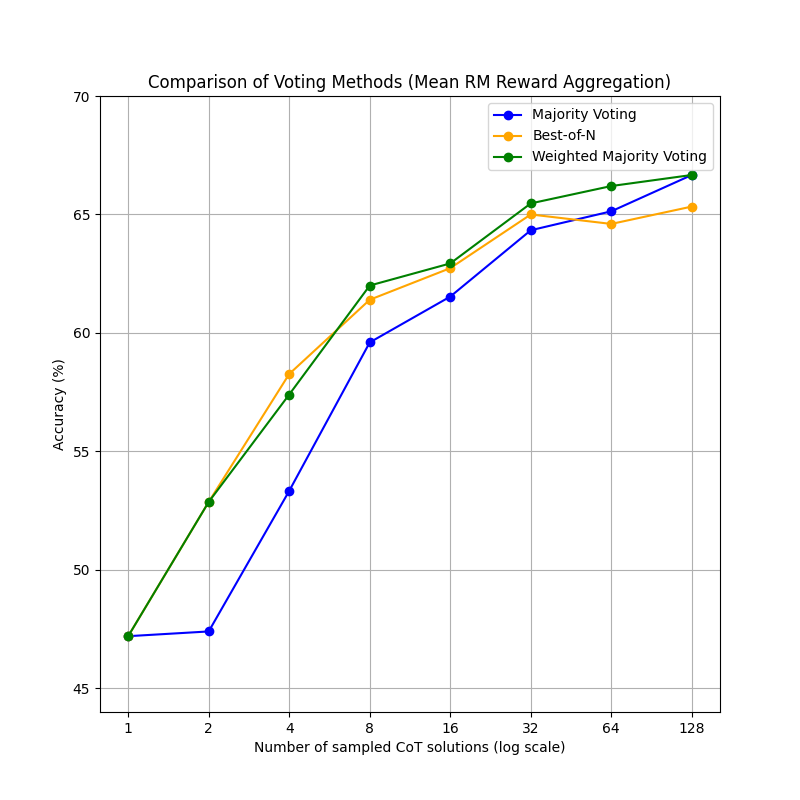 Comparison of Voting Methods (Mean RM Reward Aggregation)
Majority Voting
Best-of-N
Weighted Majority Voting
Accuracy (%)
70
65
60
55
50
45
1 2 4 8 16 32 64 128
Number of sampled CoT solutions (log scale)